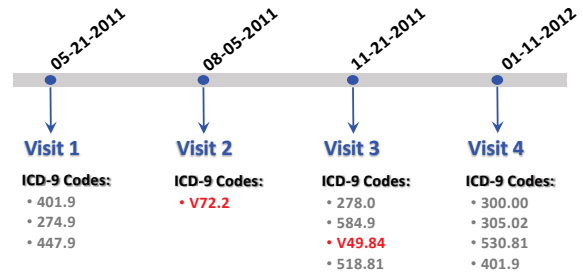 05-21-2011
08-05-2011
11-21-2011
01-11-2012
Visit 1
ICD-9 Codes:
• 401.9
• 274.9
• 447.9
Visit 2
ICD-9 Codes:
• V72.2
Visit 3
ICD-9 Codes:
• 278.0
• 584.9
• V49.84
• 518.81
Visit 4
ICD-9 Codes:
• 300.00
• 305.02
• 530.81
• 401.9